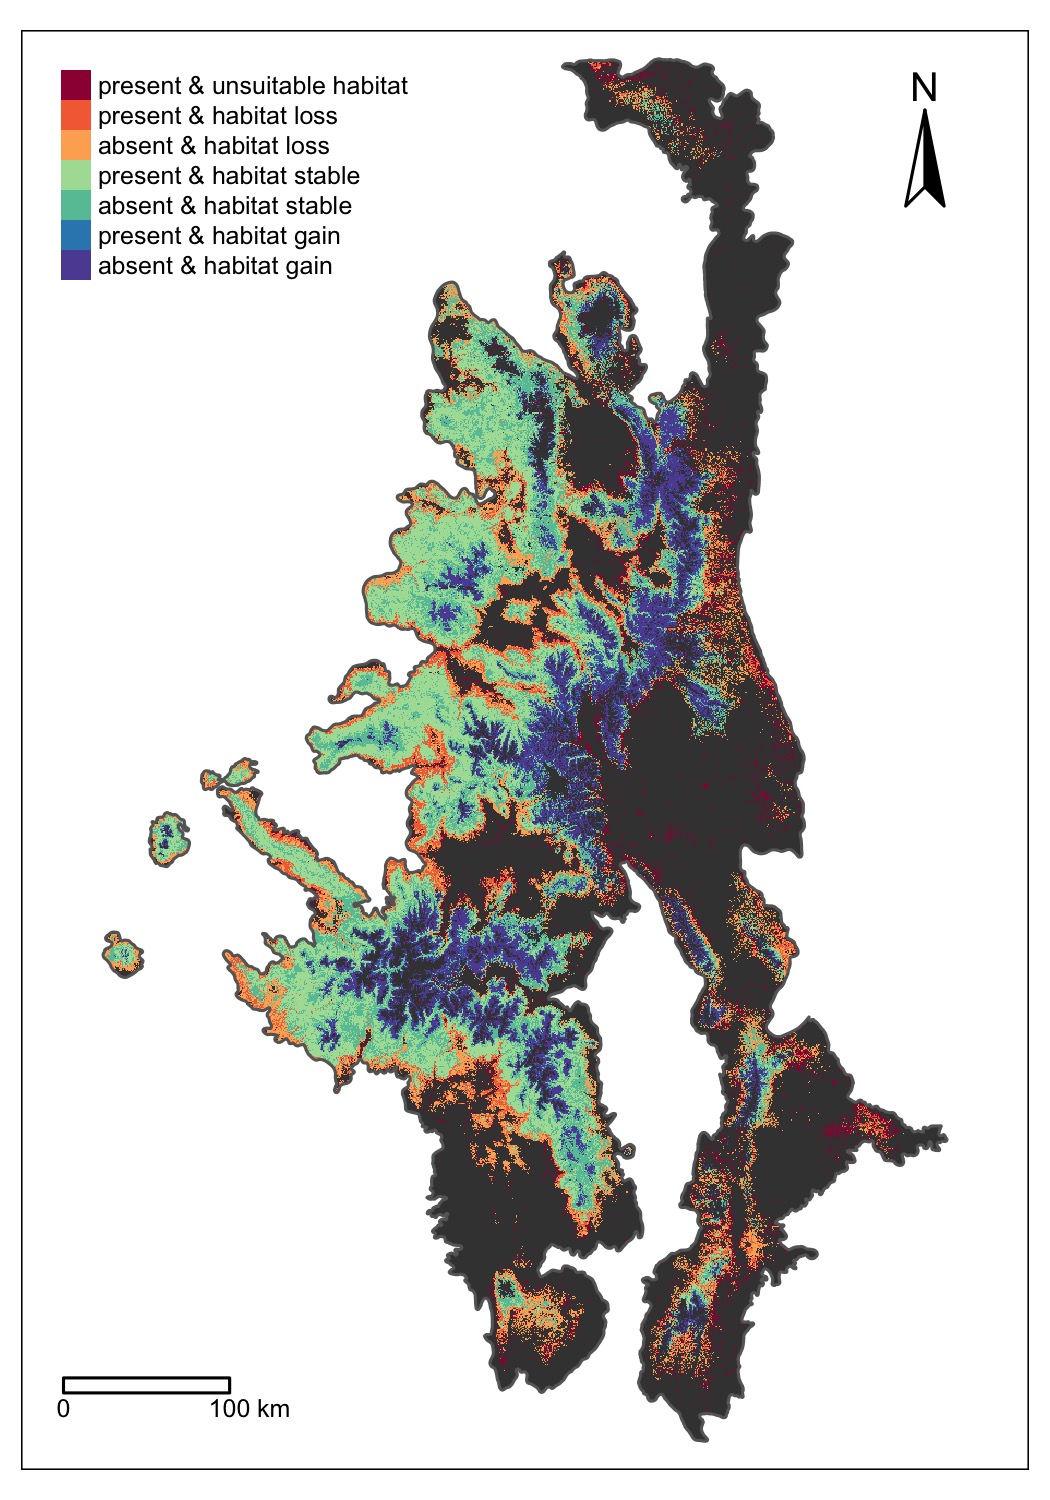 present & unsuitable habitat
present & habitat loss
absent & habitat loss
present & habitat stable
absent & habitat stable
present & habitat gain
absent & habitat gain
N
0 100 km